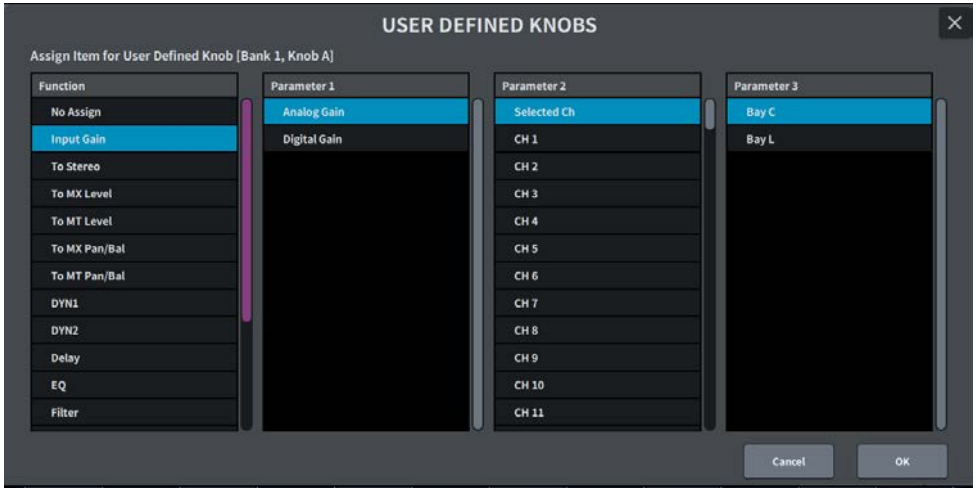 USER DEFINED KNOBS
Assign Item for User Defined Knob [Bank 1, Knob A]
Function
No Assign
Input Gain
To Stereo
To MX Level
To MT Level
To MX Pan/Bal
To MT Pan/Bal
DYN1
DYN2
Delay
EQ
Filter
Parameter 1
Analog Gain
Digital Gain
Parameter 2
Selected Ch
CH 1
CH 2
CH 3
CH 4
CH 5
CH 6
CH 7
CH 8
CH 9
CH 10
CH 11
Parameter 3
Bay C
Bay L
Cancel
OK